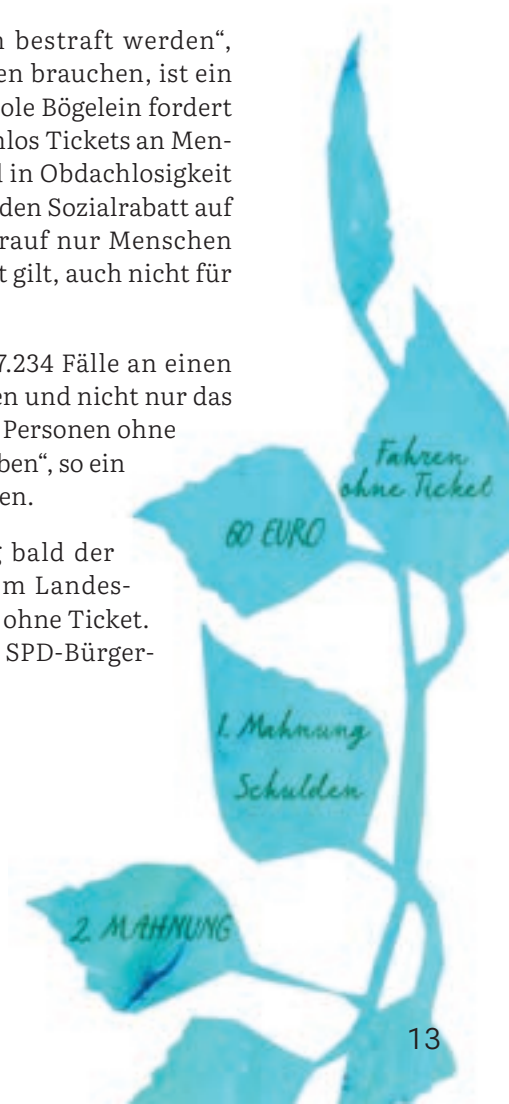 n bestraft werden“,
en brauchen, ist ein
ole Bögelein fordert
nlos Tickets an Men-
l in Obdachlosigkeit
den Sozialrabatt auf
rauf nur Menschen
t gilt, auch nicht für
7.234 Fälle an einen
en und nicht nur das
Personen ohne
ben“, so ein
en.
g bald der
m Landes-
ohne Ticket.
SPD-Bürger-
Fahren
ohne Ticket
60 EURO
1. Mahnung
Schulden
2. MAHNUNG
13